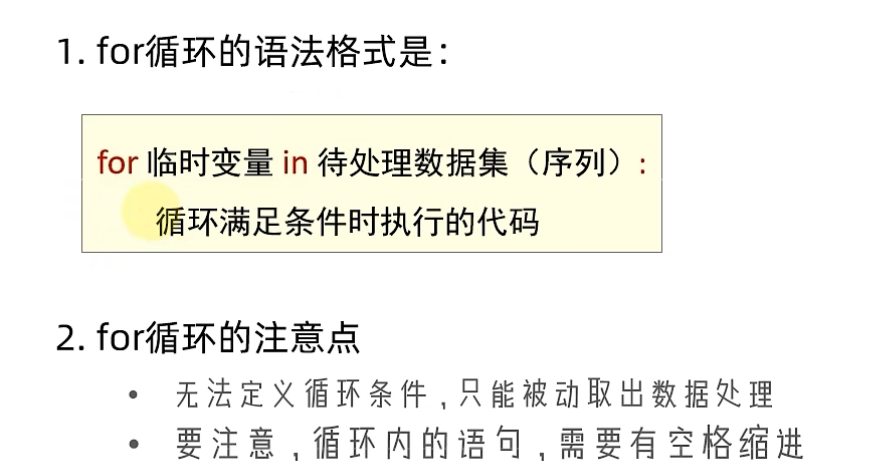 1. for循环的语法格式是：
for 临时变量 in 待处理数据集（序列）:
循环满足条件时执行的代码
2. for循环的注意点
• 无法定义循环条件，只能被动取出数据处理
• 要注意，循环内的语句，需要有空格缩进